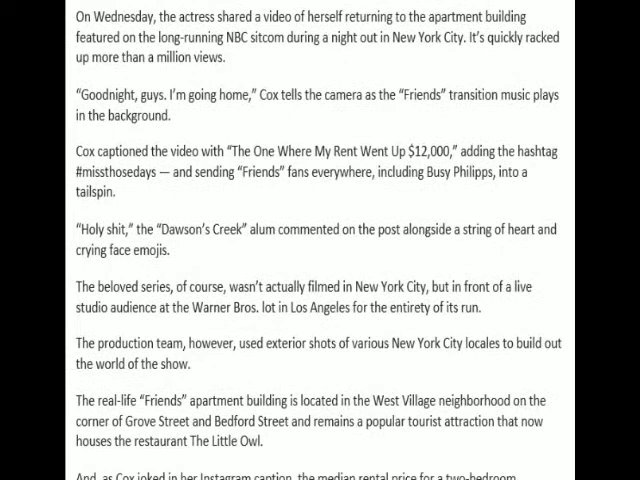 On Wednesday, the actress shared a video of herself returning to the apartment building
featured on the long-running NBC sitcom during a night out in New York City. It's quickly racked
up more than a million views.
“Goodnight, guys. I'm going home,” Cox tells the camera as the “Friends” transition music plays
in the background.
Cox captioned the video with “The One Where My Rent Went Up $12,000,” adding the hashtag
#missthosedays — and sending “Friends” fans everywhere, including Busy Philipps, into a
tailspin.
“Holy shit,” the “Dawson's Creek” alum commented on the post alongside a string of heart and
crying face emojis.
The beloved series, of course, wasn't actually filmed in New York City, but in front of a live
studio audience at the Warner Bros. lot in Los Angeles for the entirety of its run.
The production team, however, used exterior shots of various New York City locales to build out
the world of the show.
The real-life “Friends” apartment building is located in the West Village neighborhood on the
corner of Grove Street and Bedford Street and remains a popular tourist attraction that now
houses the restaurant The Little Owl.
And, as Cox joked in her Instagram caption, the median rental price for a two-bedroom